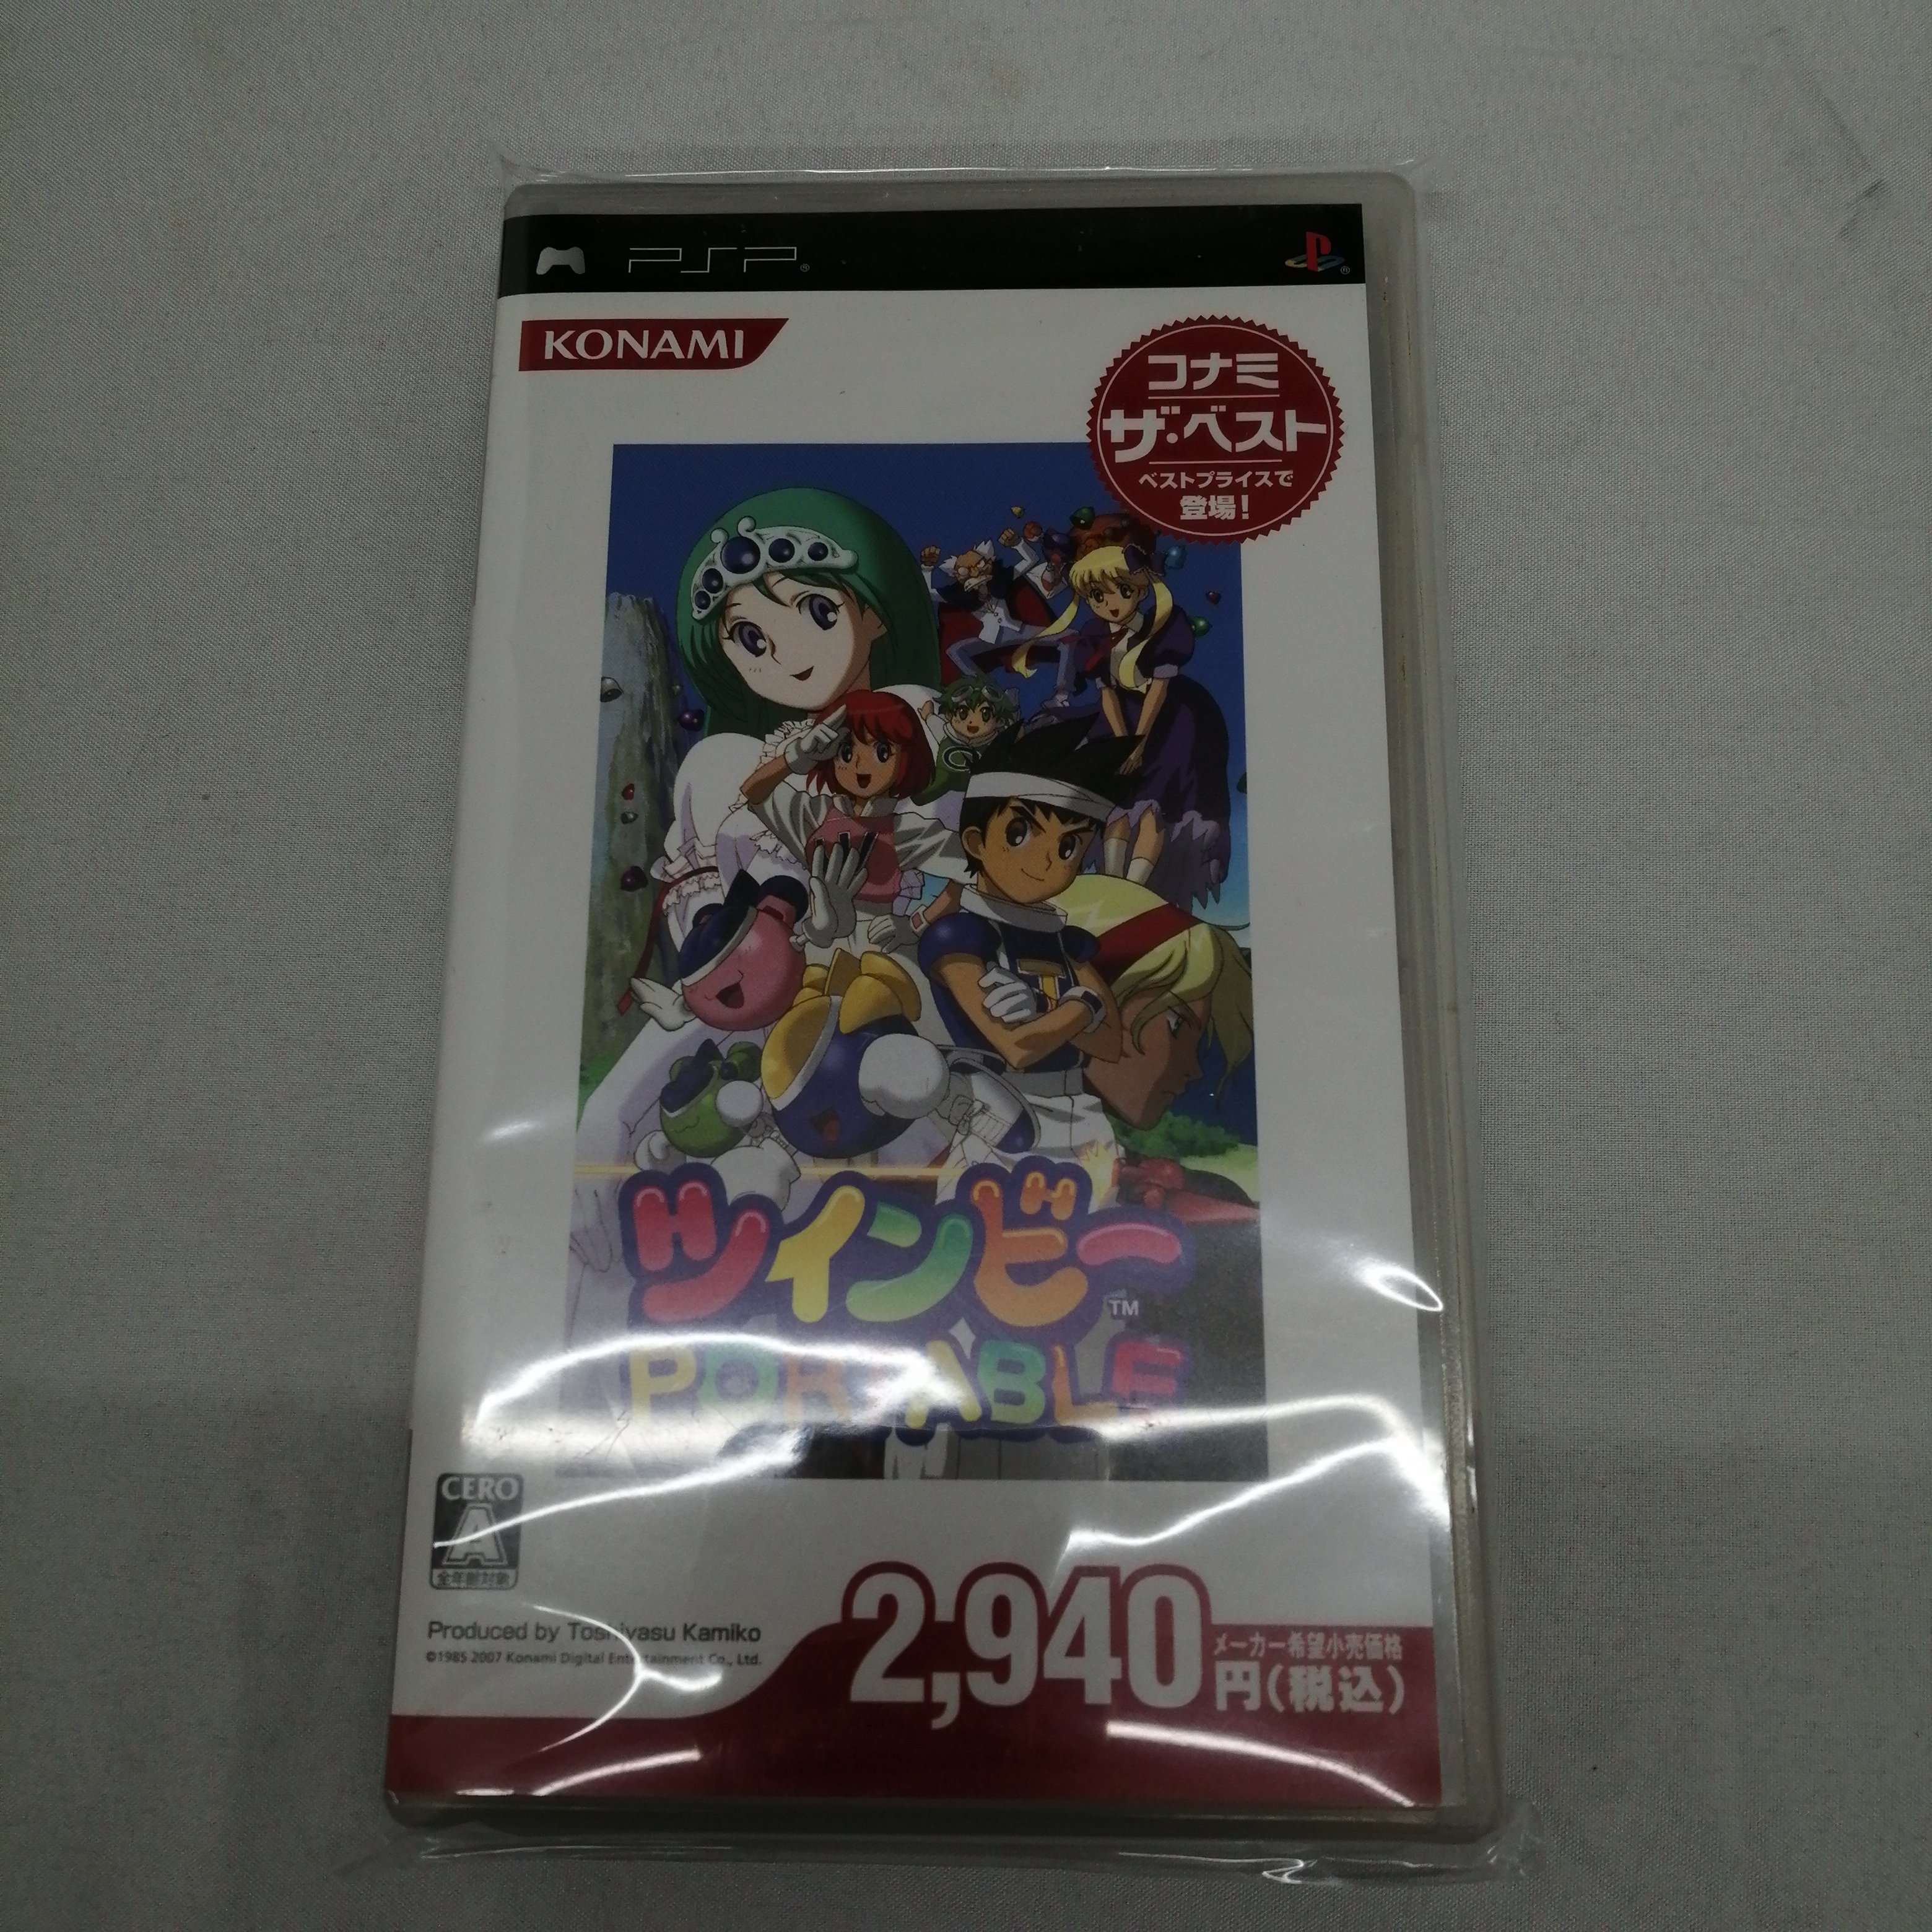 PSP®
KONAMI
コナミ
ザ・ベスト
ベストプライスで
登場!
T
ツインビー
TM
PORTABLE
CERO
A
全年齢対象
Produced by Toshiyasu Kamiko
©1985 2007 Konami Digital Entertainment Co., Ltd.
2,940
メーカー希望小売価格
円(税込)